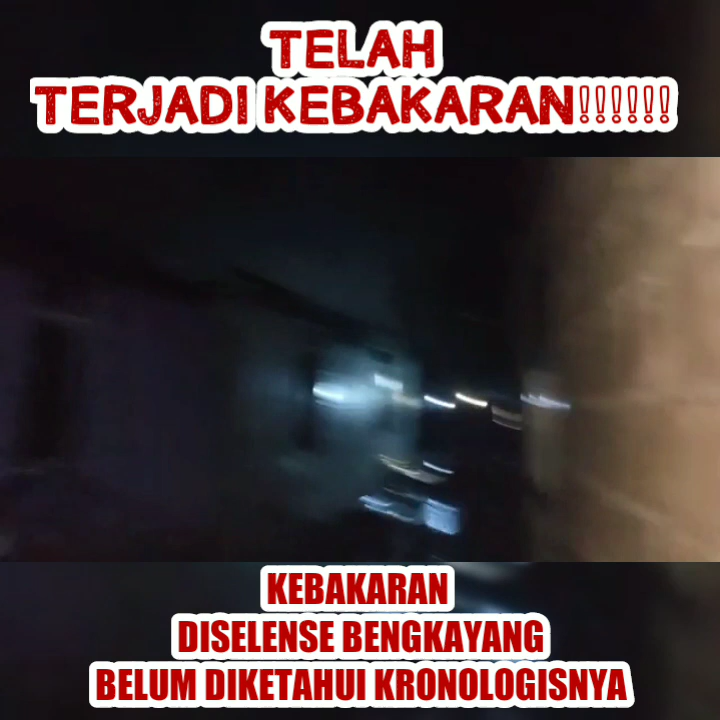 TELAH
TERJADI KEBAKARAN!!!!!!
KEBAKARAN
DISELENSE BENGKAYANG
BELUM DIKETAHUI KRONOLOGISNYA